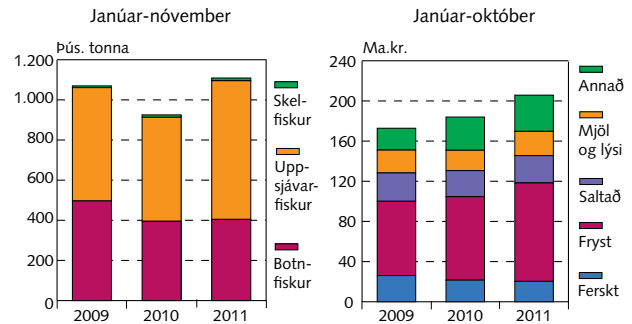 Janúar-nóvember
Þús. tonna
1.200
1.000
800
600
400
200
0
2009 2010 2011
Skel-
fiskur
Upp-
sjávar-
fiskur
Botn-
fiskur
Janúar-október
Ma.kr.
240
200
160
120
80
40
0
2009 2010 2011
Annað
Mjöl
og lýsi
Saltað
Fryst
Ferskt